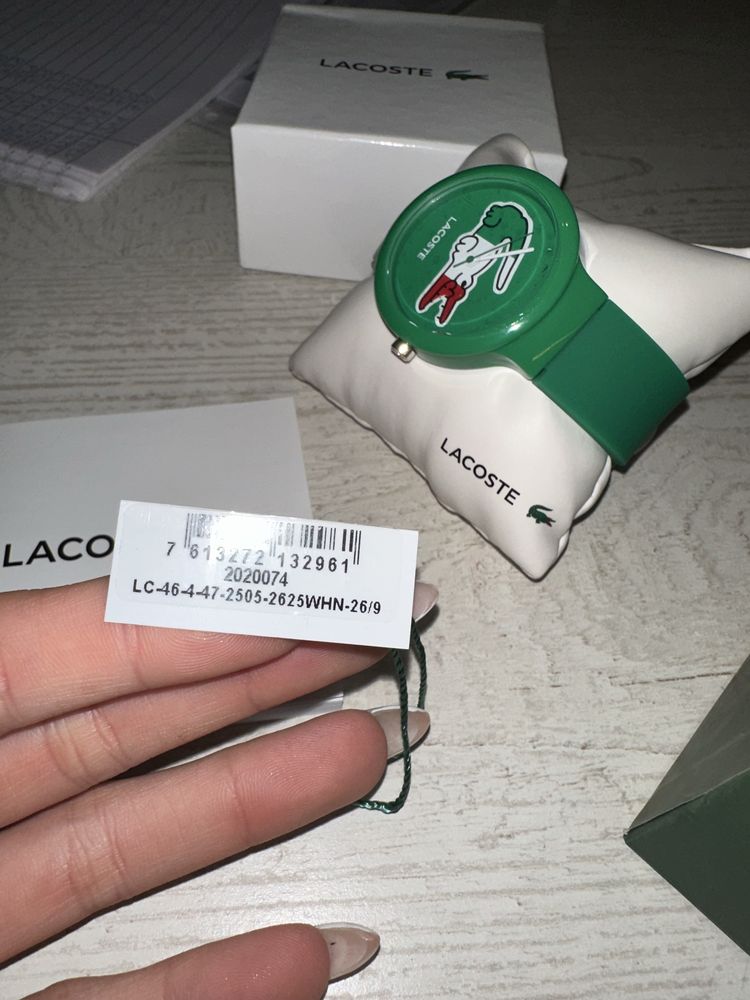 LACOSTE
LACOSTE
LACOSTE
LACO
7 613272 132961
2020074
LC-46-4-47-2505-2625WHN-26/9